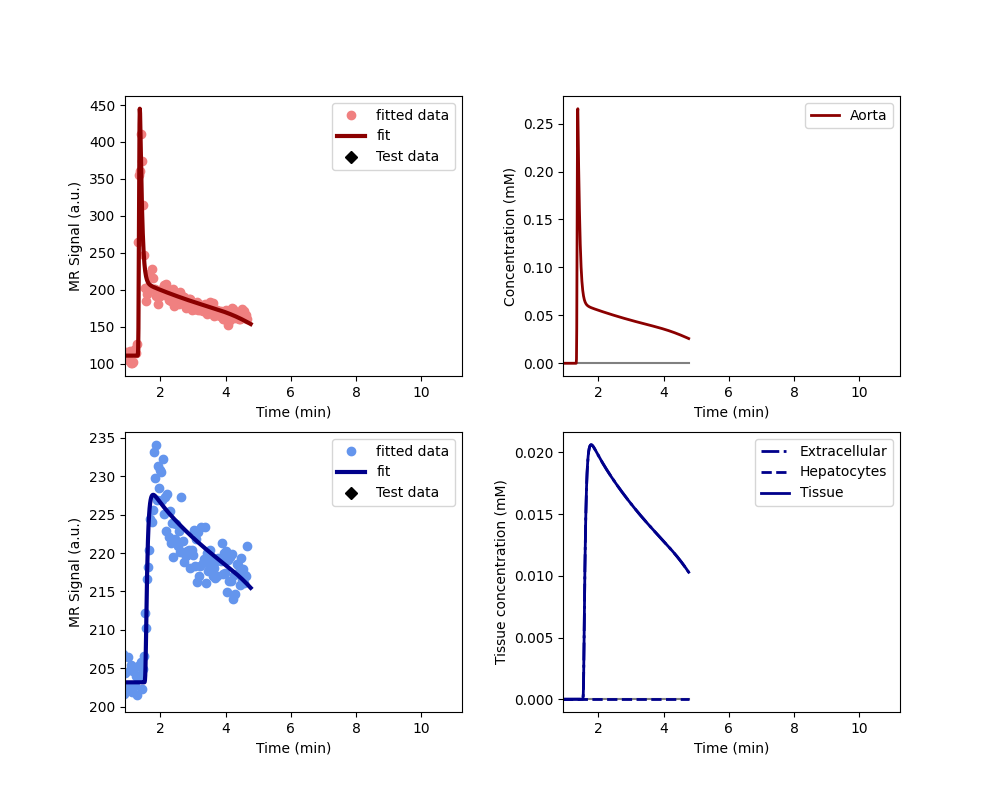 450
400
350
300
250
200
150
100
MR Signal (a.u.)
fitted data
fit
Test data
2 4 6 8 10
Time (min)
0.25
0.20
0.15
0.10
0.05
0.00
Concentration (mM)
Aorta
2 4 6 8 10
Time (min)
235
230
225
220
215
210
205
200
MR Signal (a.u.)
fitted data
fit
Test data
2 4 6 8 10
Time (min)
0.020
0.015
0.010
0.005
0.000
Tissue concentration (mM)
Extracellular
Hepatocytes
Tissue
2 4 6 8 10
Time (min)